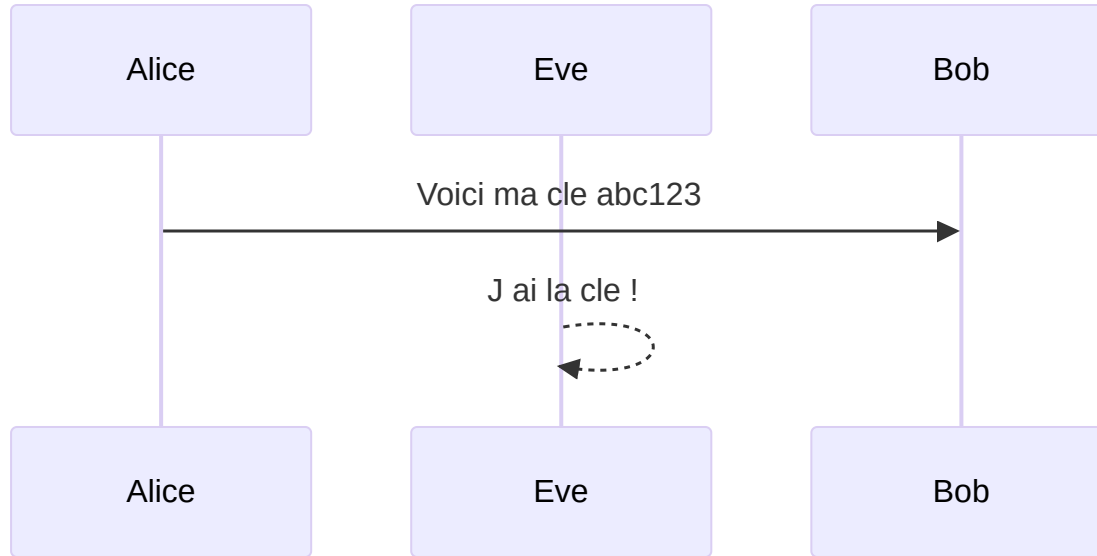 Alice
Eve
Bob
Voici ma cle abc123
J ai la cle !
Alice
Eve
Bob